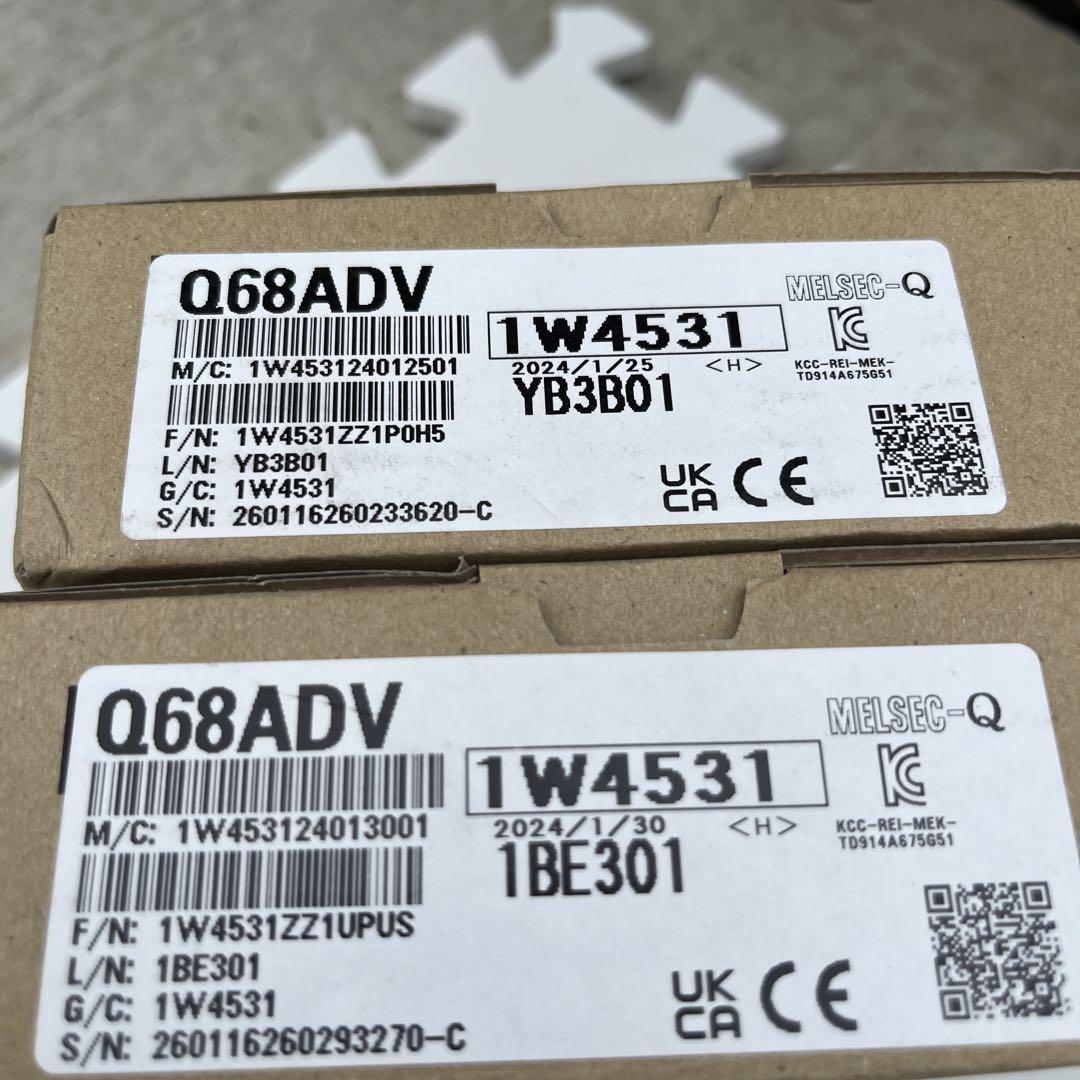 Q68ADV
MELSEC-Q
1W4531
M/C: 1W453124012501
2024/1/25 <H>
KCC-REI-MEK-
TD914A675G51
YB3B01
F/N: 1W4531ZZ1P0H5
L/N: YB3B01
G/C: 1W4531
S/N: 260116260233620-C
UK
CA
CE
Q68ADV
MELSEC-Q
1W4531
M/C: 1W453124013001
2024/1/30 <H>
KCC-REI-MEK-
TD914A675G51
1BE301
F/N: 1W4531ZZ1UPUS
L/N: 1BE301
G/C: 1W4531
S/N: 260116260293270-C
UK
CA
CE